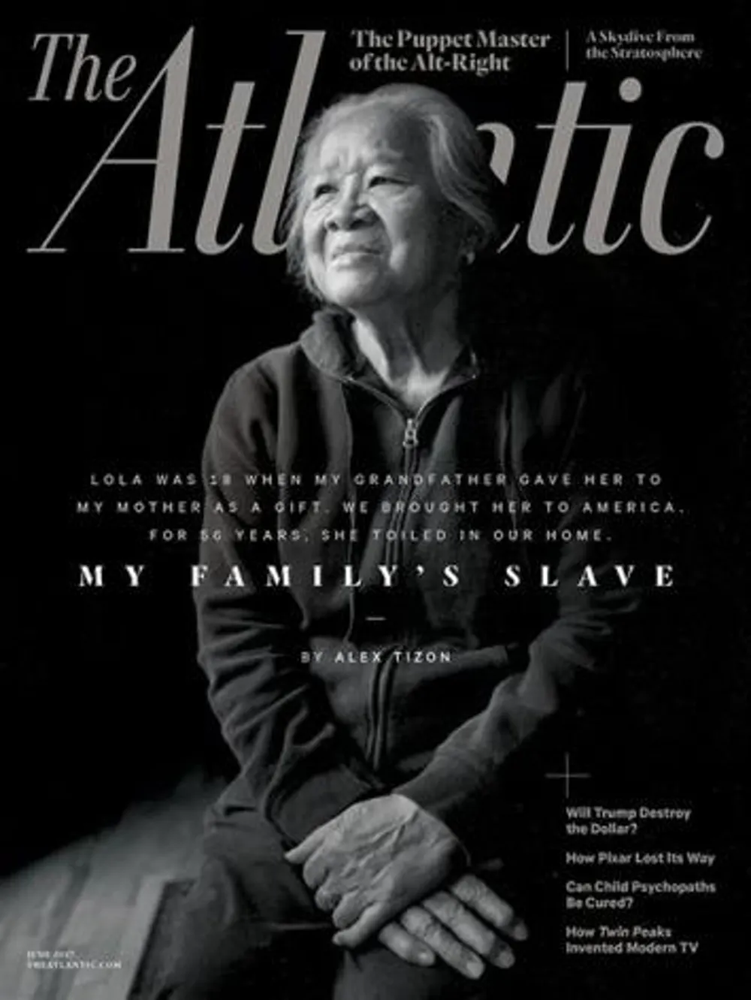 The
Atlantic
The Puppet Master
of the Alt-Right
A Skydive From
the Stratosphere
LOLA WAS 18 WHEN MY GRANDFATHER GAVE HER TO
MY MOTHER AS A GIFT. WE BROUGHT HER TO AMERICA.
FOR 56 YEARS, SHE TOILED IN OUR HOME.
MY FAMILY'S SLAVE
BY ALEX TIZON
Will Trump Destroy
the Dollar?
How Pixar Lost Its Way
Can Child Psychopaths
Be Cured?
How Twin Peaks
Invented Modern TV
JUNE 2017
THEATLANTIC.COM